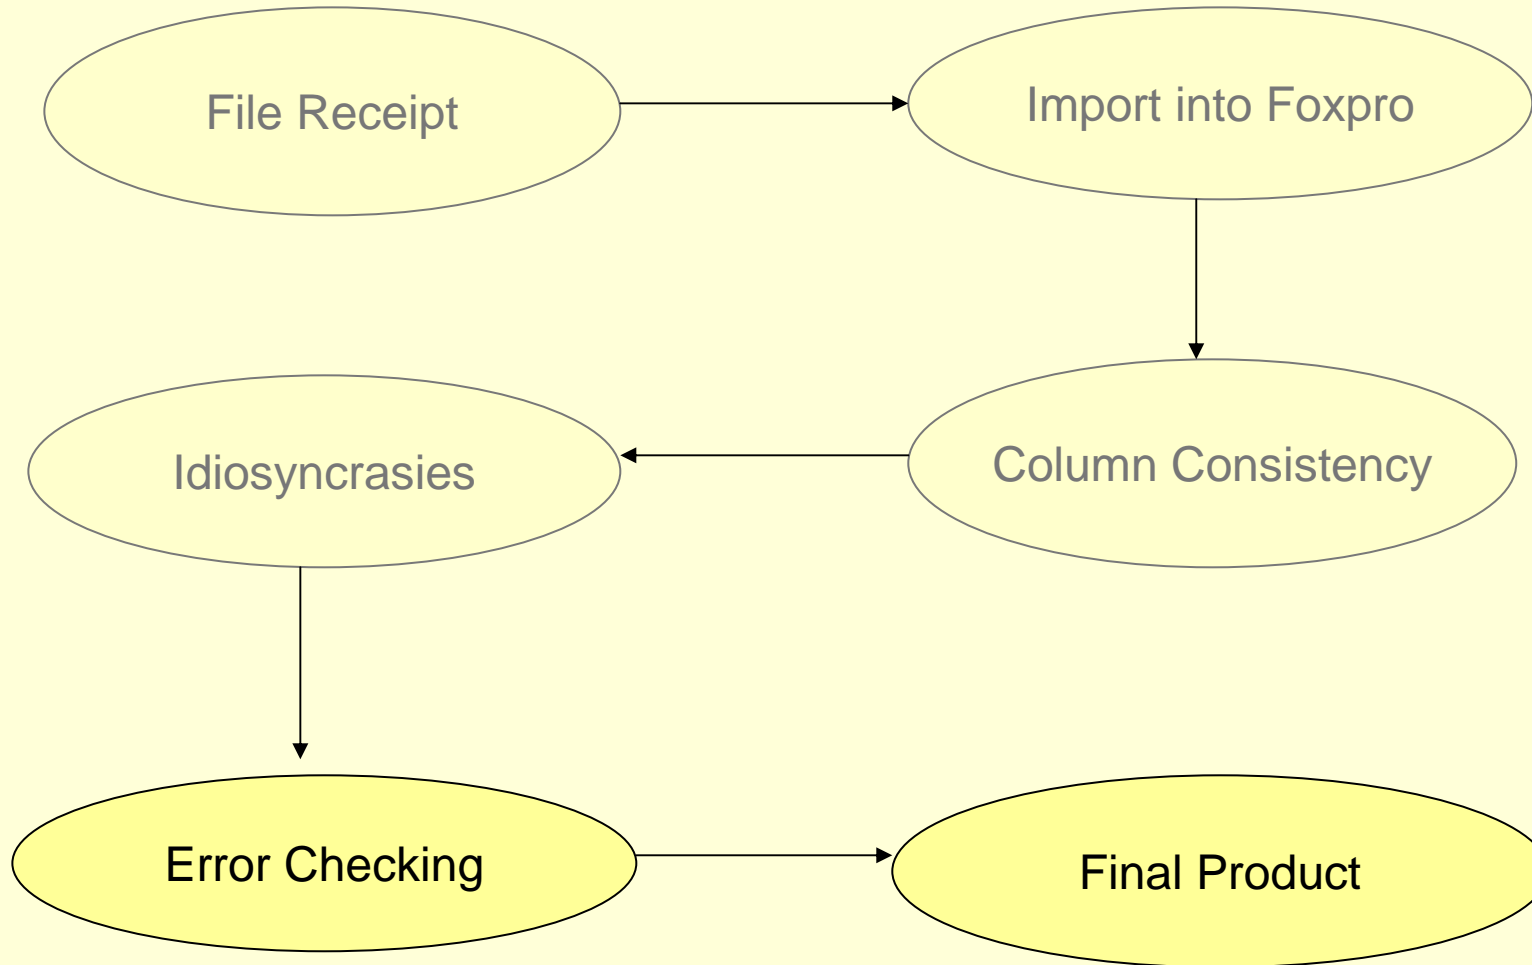 File Receipt
Import into Foxpro
Idiosyncrasies
Column Consistency
Error Checking
Final Product